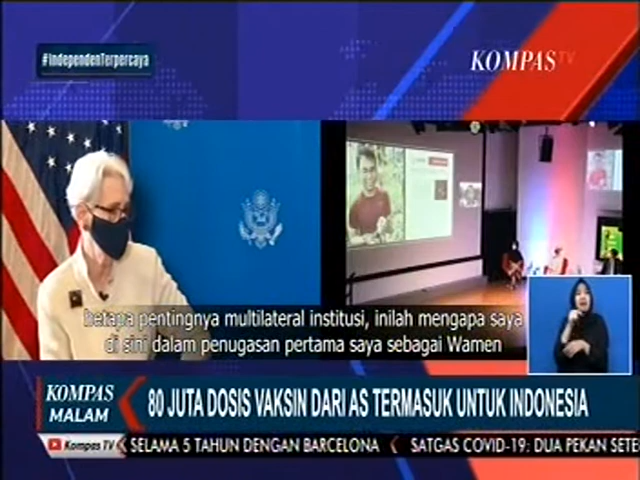 #IndependenTerpercaya
KOMPAS TV
betapa pentingnya multilateral institusi, inilah mengapa saya
di sini dalam penugasan pertama saya sebagai Wamen
KOMPAS
MALAM
80 JUTA DOSIS VAKSIN DARI AS TERMASUK UNTUK INDONESIA
Kompas TV
SELAMA 5 TAHUN DENGAN BARCELONA
SATGAS COVID-19: DUA PEKAN SETE